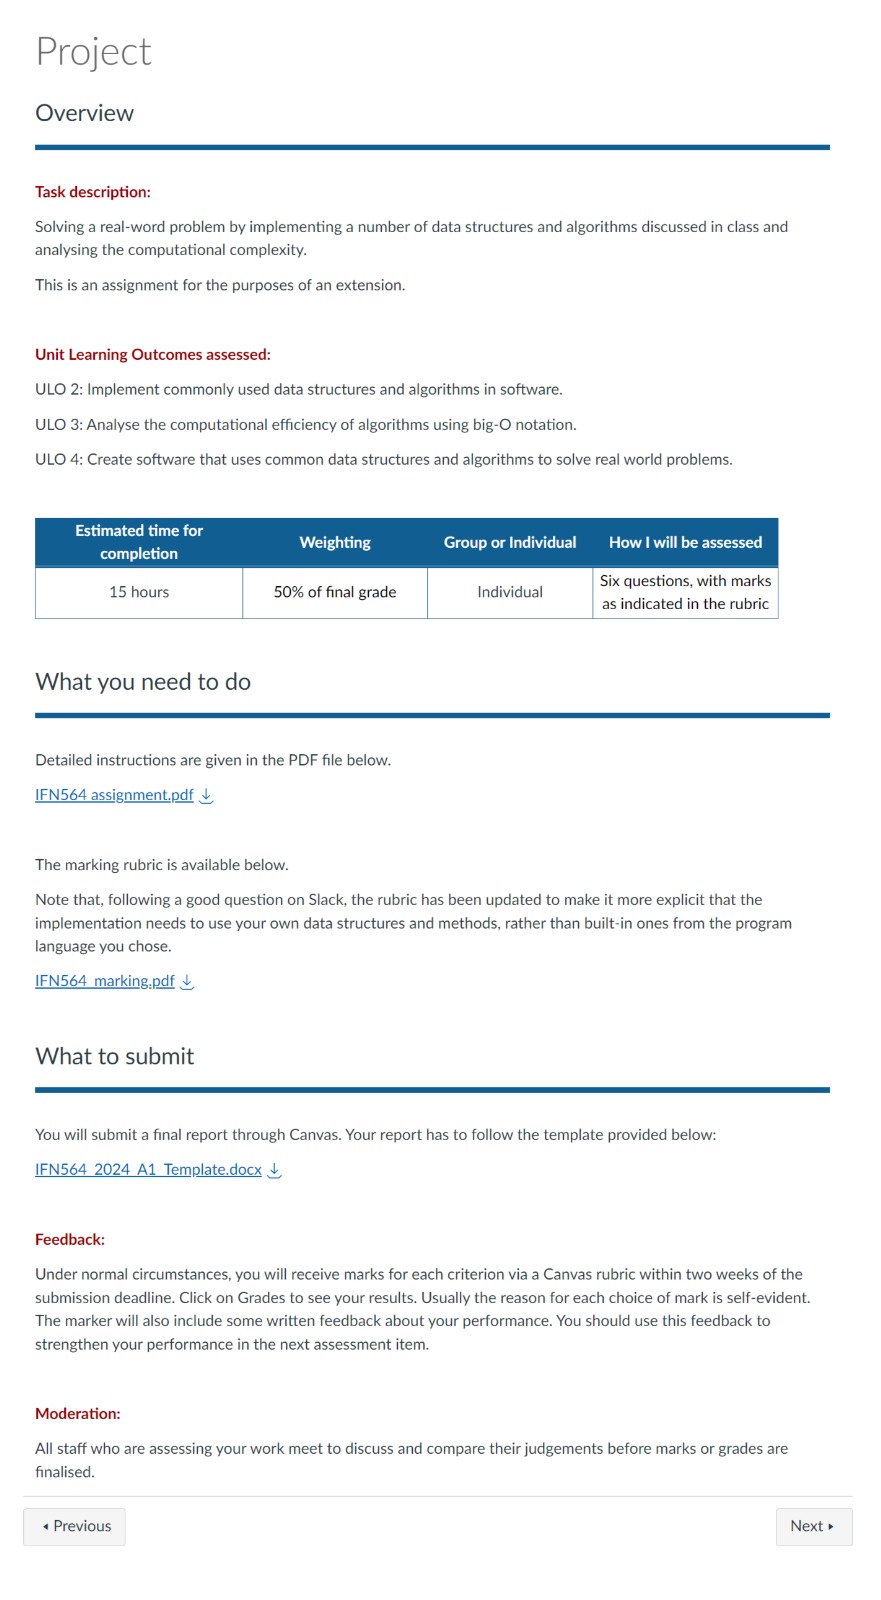 Project
Overview
Task description:
Solving a real-word problem by implementing a number of data structures and algorithms discussed in class and
analysing the computational complexity.
This is an assignment for the purposes of an extension.
Unit Learning Outcomes assessed:
ULO 2: Implement commonly used data structures and algorithms in software.
ULO 3: Analyse the computational efficiency of algorithms using big-O notation.
ULO 4: Create software that uses common data structures and algorithms to solve real world problems.
Estimated time for
completion
Weighting
Group or Individual
How I will be assessed
15 hours
50% of final grade
Individual
Six questions, with marks
as indicated in the rubric
What you need to do
Detailed instructions are given in the PDF file below.
IFN564 assignment.pdf
The marking rubric is available below.
Note that, following a good question on Slack, the rubric has been updated to make it more explicit that the
implementation needs to use your own data structures and methods, rather than built-in ones from the program
language you chose.
IFN564_marking.pdf
What to submit
You will submit a final report through Canvas. Your report has to follow the template provided below:
IFN564_2024_A1_Template.docx
Feedback:
Under normal circumstances, you will receive marks for each criterion via a Canvas rubric within two weeks of the
submission deadline. Click on Grades to see your results. Usually the reason for each choice of mark is self-evident.
The marker will also include some written feedback about your performance. You should use this feedback to
strengthen your performance in the next assessment item.
Moderation:
All staff who are assessing your work meet to discuss and compare their judgements before marks or grades are
finalised.
Previous
Next